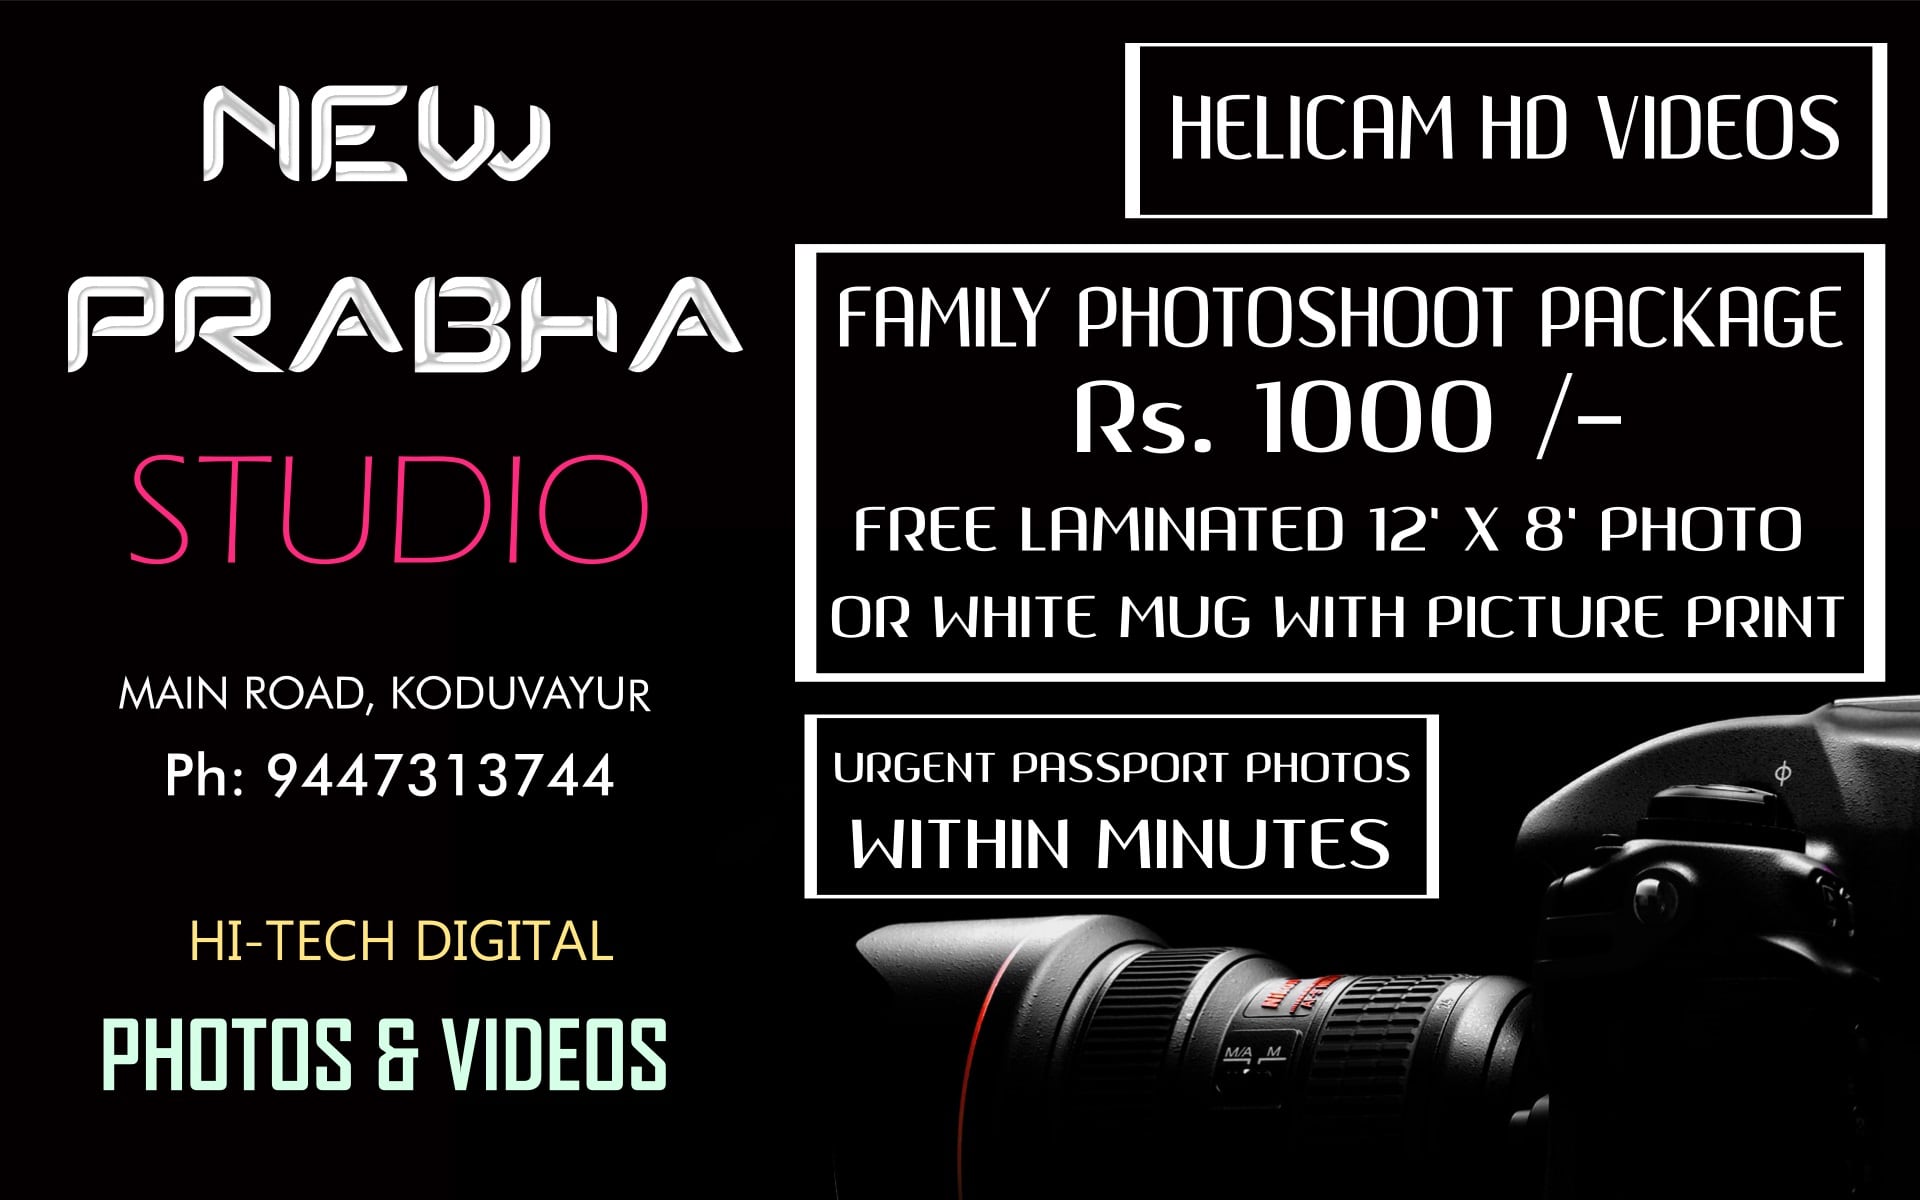 NEW
PRABHA
STUDIO
MAIN ROAD, KODUVAYUR
Ph: 9447313744
HI-TECH DIGITAL
PHOTOS & VIDEOS
HELICAM HD VIDEOS
FAMILY PHOTOSHOOT PACKAGE
Rs. 1000 /-
FREE LAMINATED 12' X 8' PHOTO
OR WHITE MUG WITH PICTURE PRINT
URGENT PASSPORT PHOTOS
WITHIN MINUTES
Nikon
M/A M